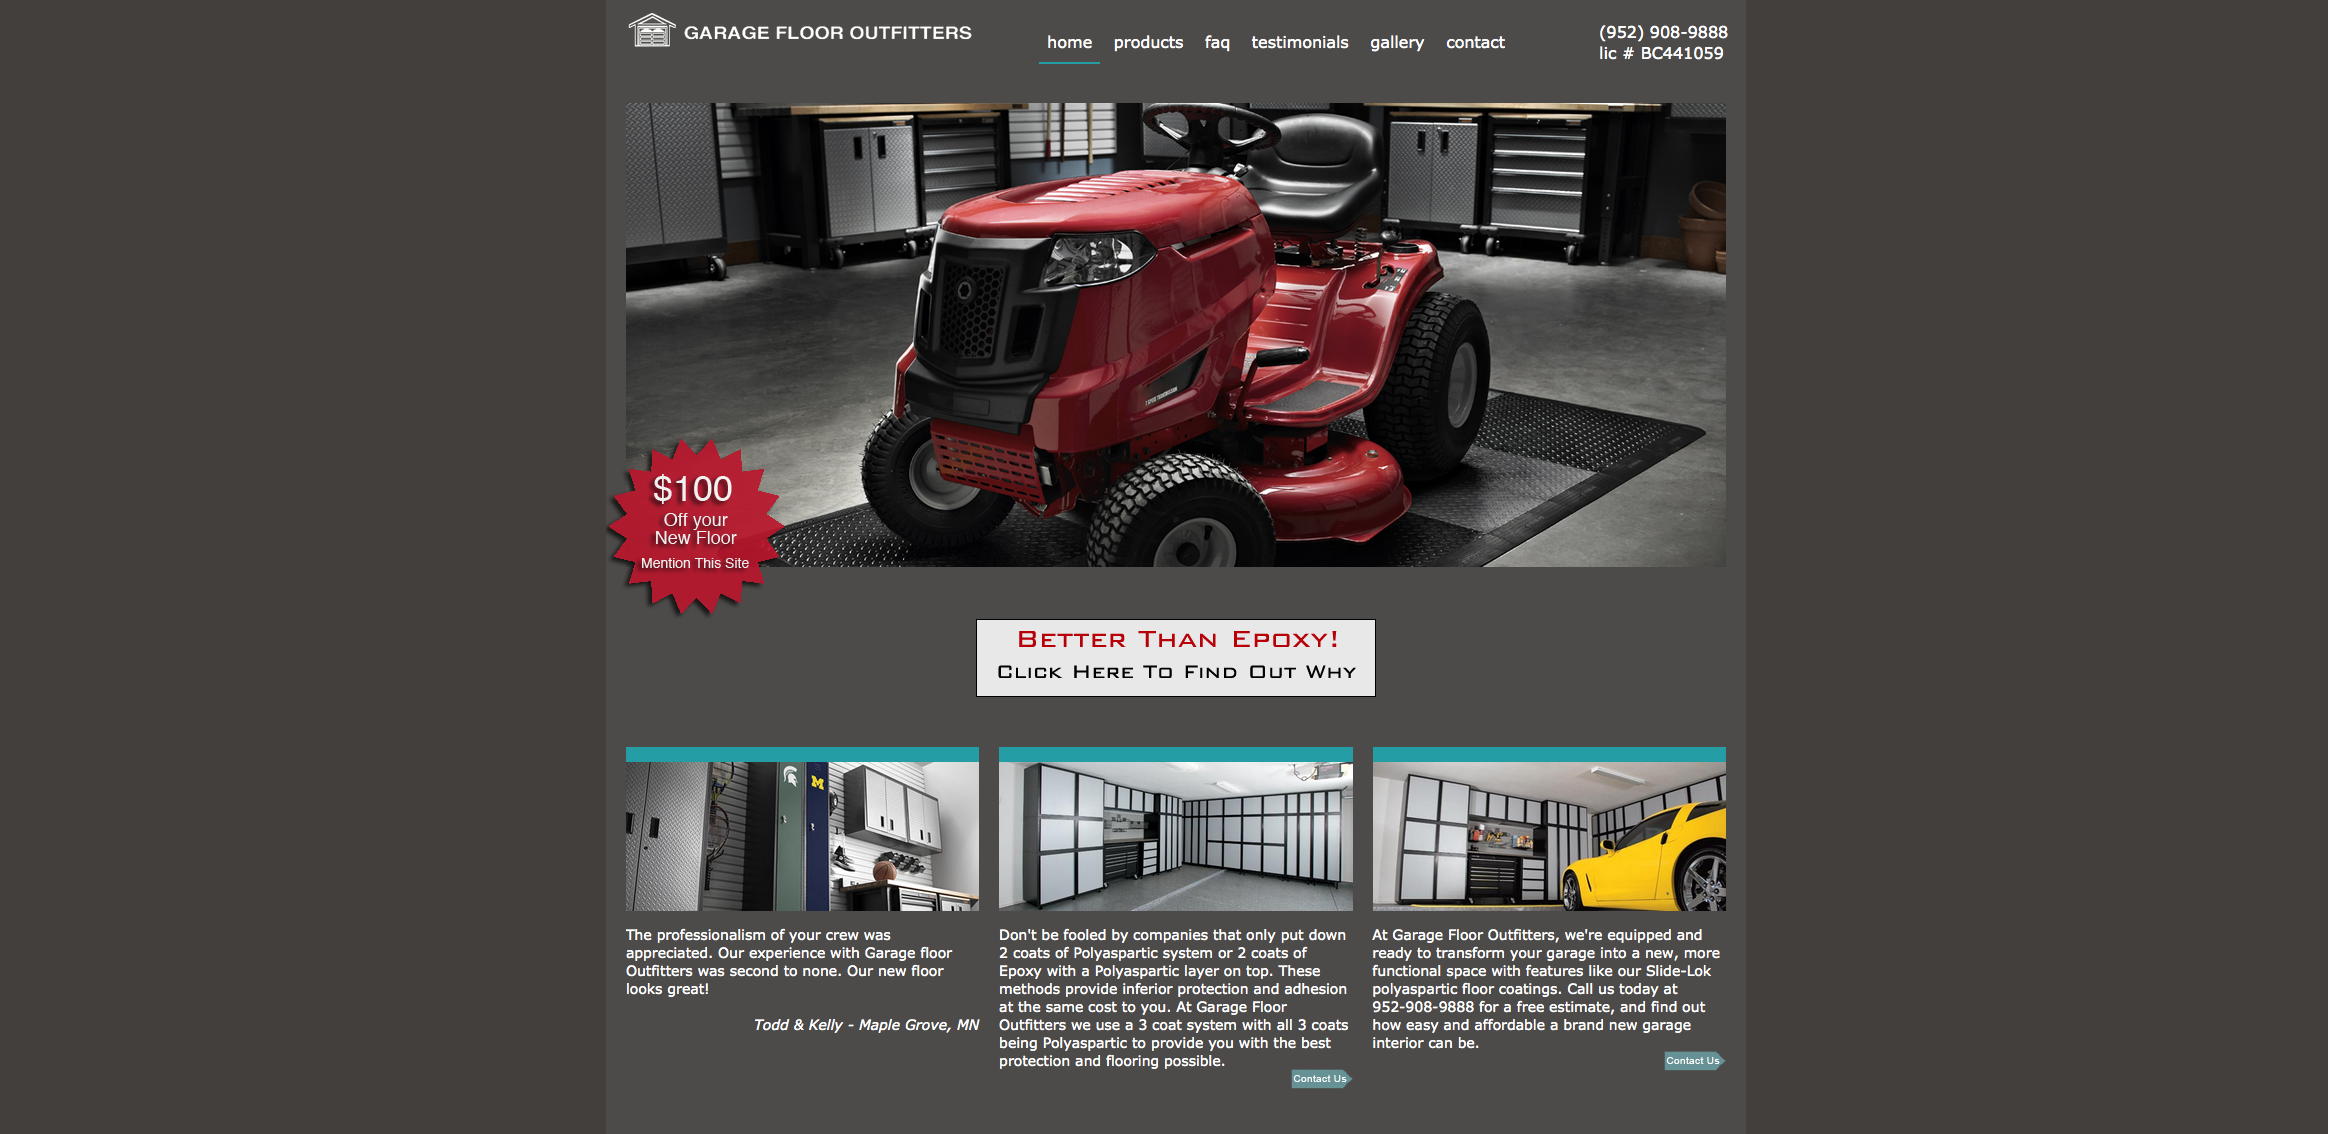 GARAGE FLOOR OUTFITTERS
home products faq testimonials gallery contact
(952) 908-9888
lic # BC441059
$100
Off your
New Floor
Mention This Site
Better Than Epoxy!
Click Here To Find Out Why
The professionalism of your crew was
appreciated. Our experience with Garage floor
Outfitters was second to none. Our new floor
looks great!
Todd & Kelly - Maple Grove, MN
Don't be fooled by companies that only put down
2 coats of Polyaspartic system or 2 coats of
Epoxy with a Polyaspartic layer on top. These
methods provide inferior protection and adhesion
at the same cost to you. At Garage Floor
Outfitters we use a 3 coat system with all 3 coats
being Polyaspartic to provide you with the best
protection and flooring possible.
Contact Us
At Garage Floor Outfitters, we're equipped and
ready to transform your garage into a new, more
functional space with features like our Slide-Lok
polyaspartic floor coatings. Call us today at
952-908-9888 for a free estimate, and find out
how easy and affordable a brand new garage
interior can be.
Contact Us